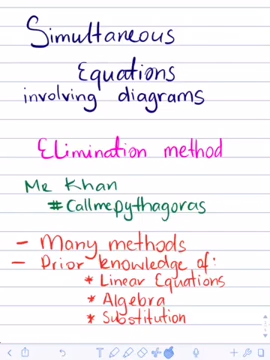 Simultaneous
Equations
involving diagrams
Elimination method
Mr Khan
#Callmepythagoras
- Many methods
- Prior knowledge of:
* Linear Equations
* Algebra
* Substitution